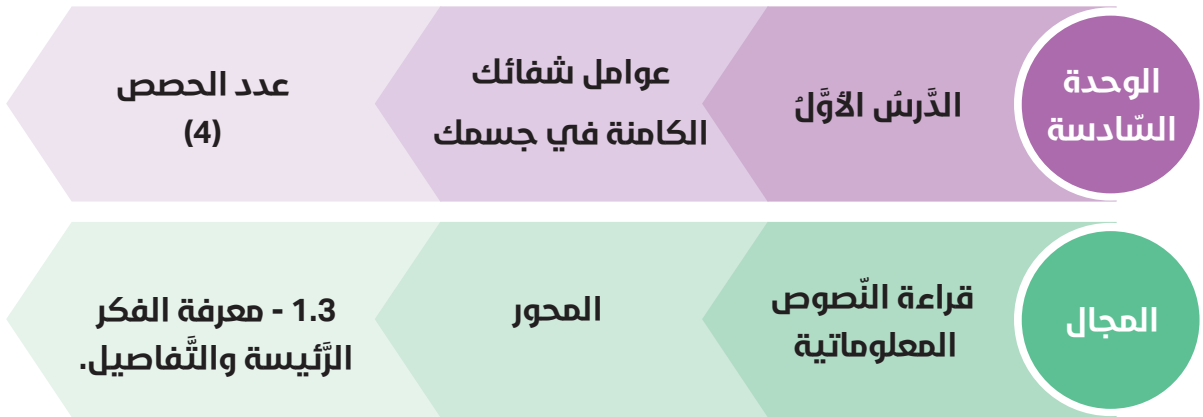 الوحدة
السّادسة
الدَّرسُ الأوَّلُ
عوامل شفائك
الكامنة في جسمك
عدد الحصص
(4)
المجال
قراءة النّصوص
المعلوماتية
المحور
1.3 - معرفة الفكر
الرَّئيسة والتَّفاصيل.